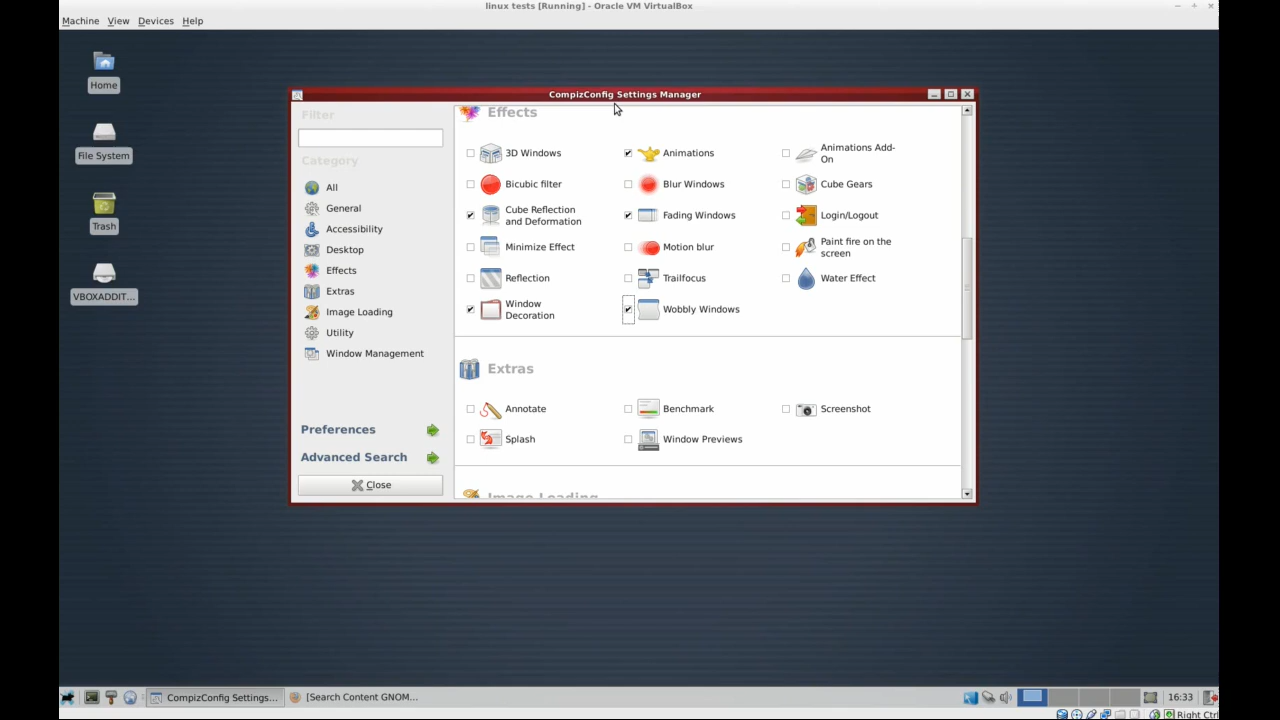 linux tests [Running] - Oracle VM VirtualBox
Machine View Devices Help
Home
File System
Trash
VBOXADDIT...
CompizConfig Settings Manager
Filter
Category
All
General
Accessibility
Desktop
Effects
Extras
Image Loading
Utility
Window Management
Preferences
Advanced Search
Close
Effects
3D Windows
Animations
Animations Add-
On
Bicubic filter
Blur Windows
Cube Gears
Cube Reflection
and Deformation
Fading Windows
Login/Logout
Minimize Effect
Motion blur
Paint fire on the
screen
Reflection
Trailfocus
Water Effect
Window
Decoration
Wobbly Windows
Extras
Annotate
Benchmark
Screenshot
Splash
Window Previews
Image Loading
CompizConfig Settings...
[Search Content GNOM...
16:33
Right Ctrl